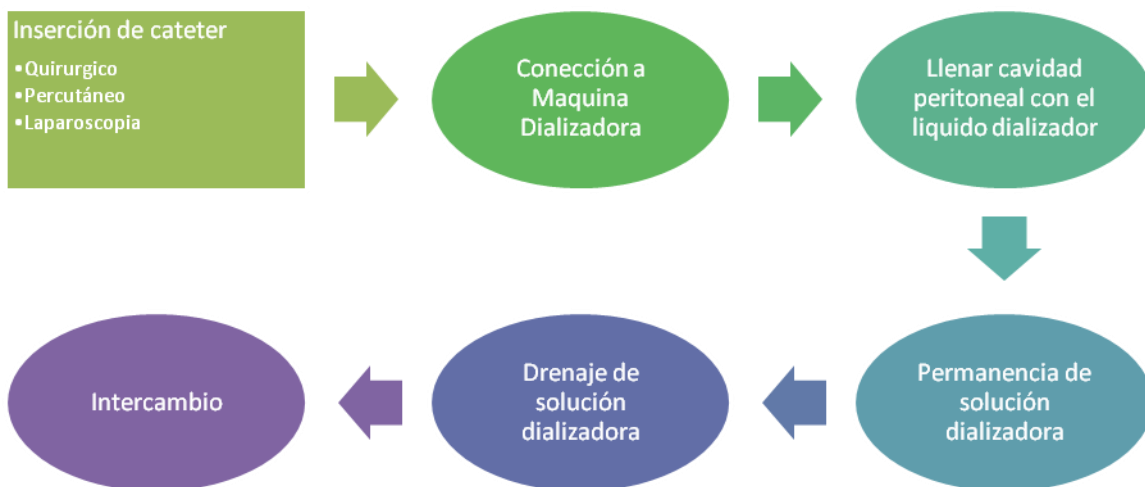 Inserción de cateter
•Quirurgico
•Percutáneo
•Laparoscopia
Conección a
Maquina
Dializadora
Llenar cavidad
peritoneal con el
liquido dializador
Permanencia de
solución
dializadora
Drenaje de
solución
dializadora
Intercambio